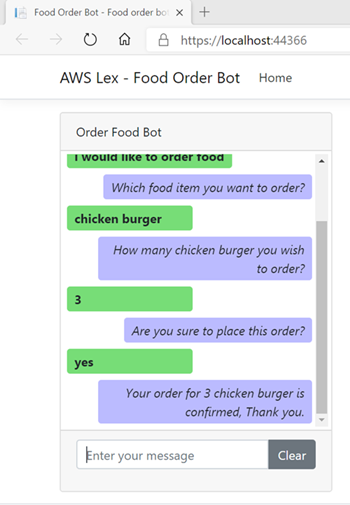 Food Order Bot - Food order bot
https://localhost:44366
AWS Lex - Food Order Bot Home
Order Food Bot
I would like to order food
Which food item you want to order?
chicken burger
How many chicken burger you wish
to order?
3
Are you sure to place this order?
yes
Your order for 3 chicken burger is
confirmed, Thank you.
Enter your message Clear